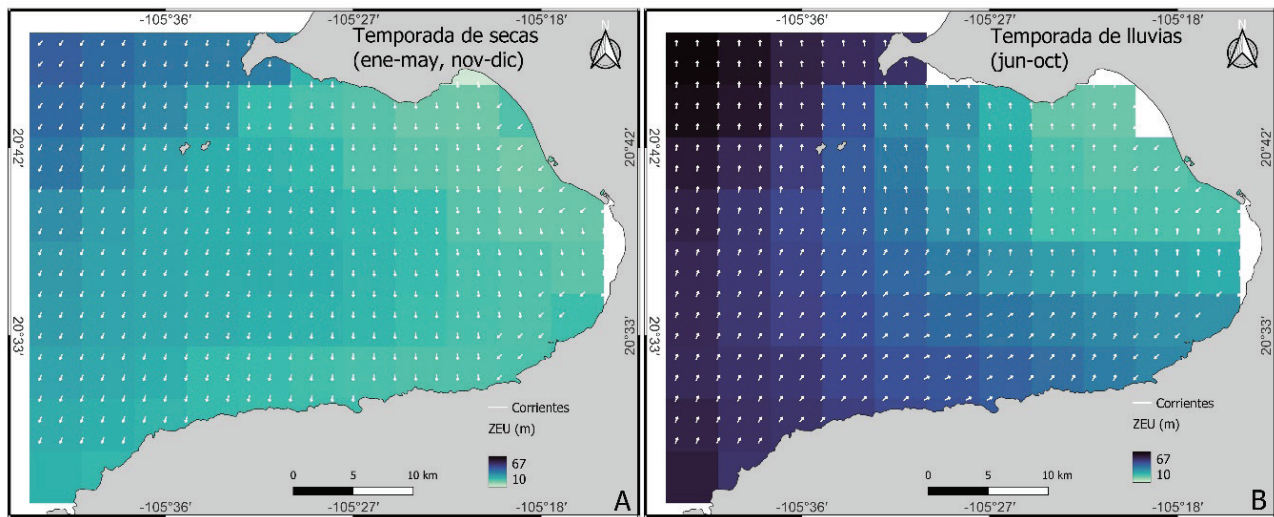 -105°36'
-105°27'
-105°18'
Temporada de secas
(ene-may, nov-dic)
N
20°42'
20°42'
20°33'
20°33'
Corrientes
ZEU (m)
67
10
0 5 10 km
A
-105°36'
-105°27'
-105°18'
-105°36'
-105°27'
-105°18'
Temporada de lluvias
(jun-oct)
N
20°42'
20°42'
20°33'
20°33'
Corrientes
ZEU (m)
67
10
0 5 10 km
B
-105°36'
-105°27'
-105°18'